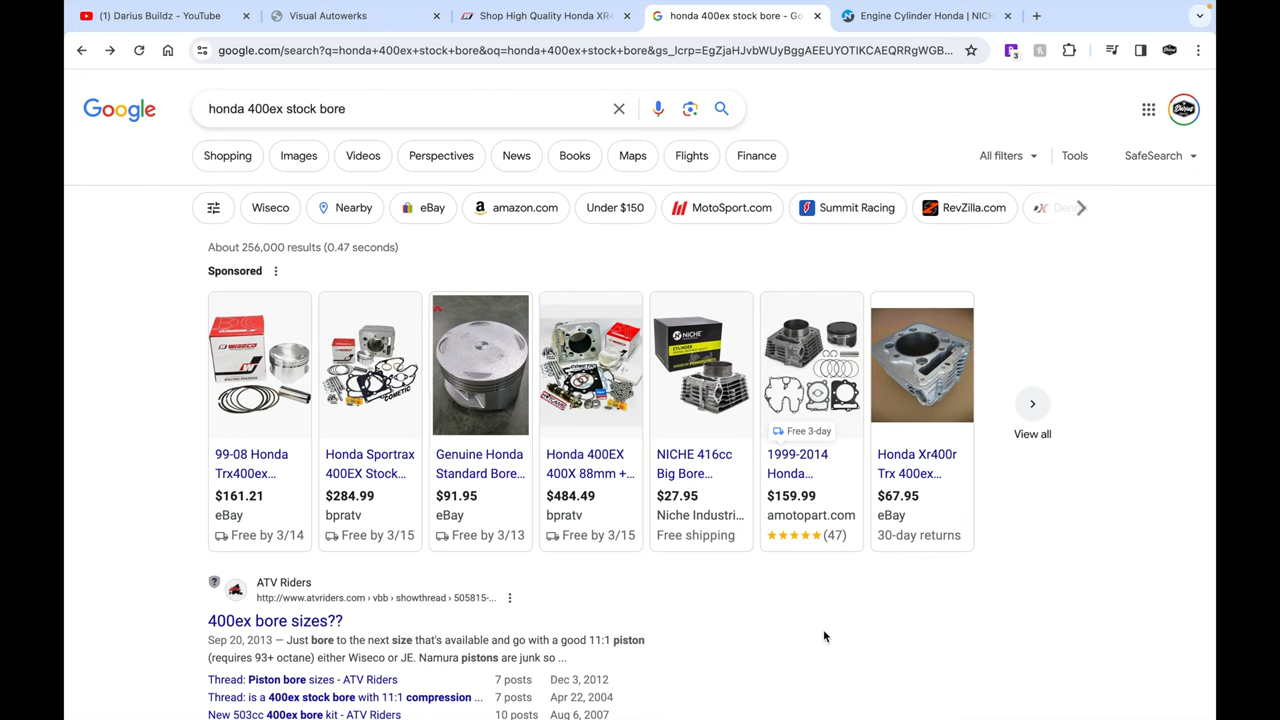 (1) Darius Buildz - YouTube
Visual Autowerks
Shop High Quality Honda XR4
honda 400ex stock bore - Go
Engine Cylinder Honda | NICH
google.com/search?q=honda+400ex+stock+bore&oq=honda+400ex+stock+bore&gs_lcrp=EgZjaHJvbWUyBggAEEUYOTIKCAEQRRgWGB...
3
Google
honda 400ex stock bore
Shopping
Images
Videos
Perspectives
News
Books
Maps
Flights
Finance
All filters
Tools
SafeSearch
Wiseco
Nearby
eBay
amazon.com
Under $150
MotoSport.com
Summit Racing
RevZilla.com
About 256,000 results (0.47 seconds)
Sponsored
WISECO
COMETIC
COMETIC
NICHE
CYLINDER
Free 3-day
View all
99-08 Honda
Trx400ex...
$161.21
eBay
Free by 3/14
Honda Sportrax
400EX Stock...
$284.99
bpratv
Free by 3/15
Genuine Honda
Standard Bore...
$91.95
eBay
Free by 3/13
Honda 400EX
400X 88mm +...
$484.49
bpratv
Free by 3/15
NICHE 416cc
Big Bore...
$27.95
Niche Industri...
Free shipping
1999-2014
Honda...
$159.99
amotopart.com
(47)
Honda Xr400r
Trx 400ex...
$67.95
eBay
30-day returns
ATV Riders
http://www.atvriders.com › vbb › showthread › 505815-...
400ex bore sizes??
Sep 20, 2013 — Just bore to the next size that's available and go with a good 11:1 piston
(requires 93+ octane) either Wiseco or JE. Namura pistons are junk so ...
Thread: Piston bore sizes - ATV Riders 7 posts Dec 3, 2012
Thread: is a 400ex stock bore with 11:1 compression ... 7 posts Apr 22, 2004
New 503cc 400ex bore kit - ATV Riders 10 posts Aug 6, 2007